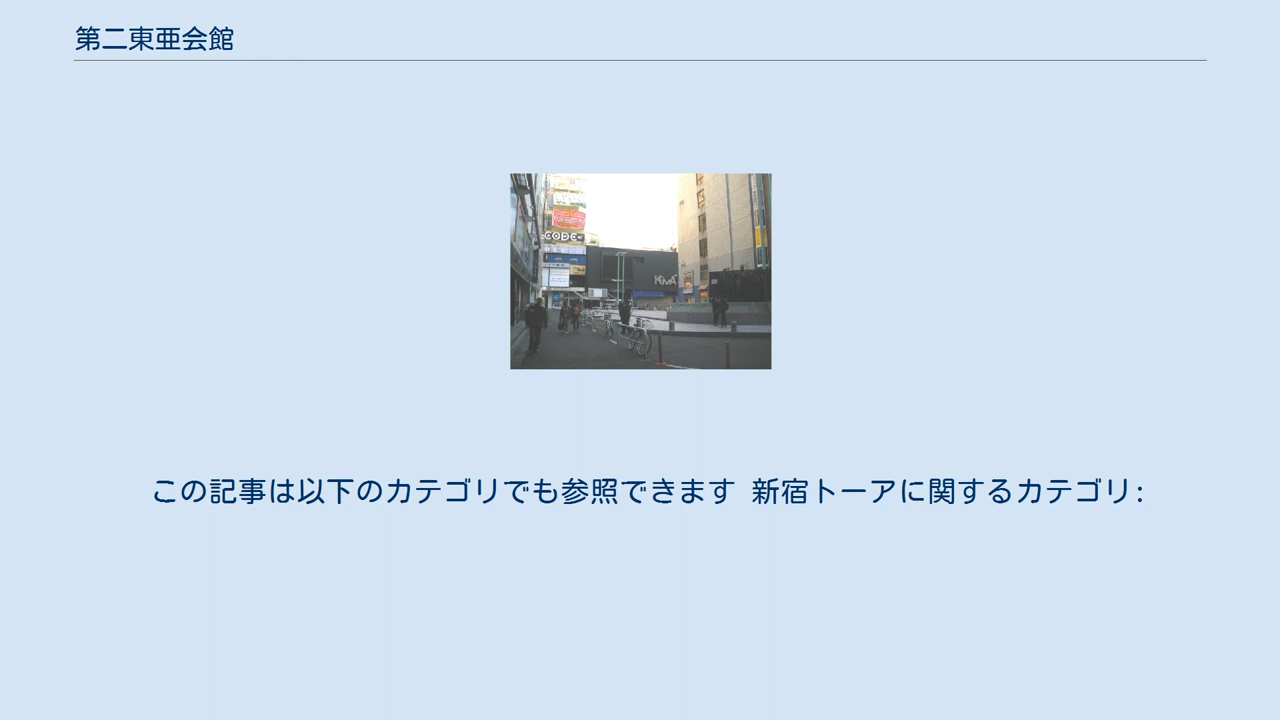 第二東亜会館
CODE
この記事は以下のカテゴリでも参照できます 新宿トーアに関するカテゴリ: